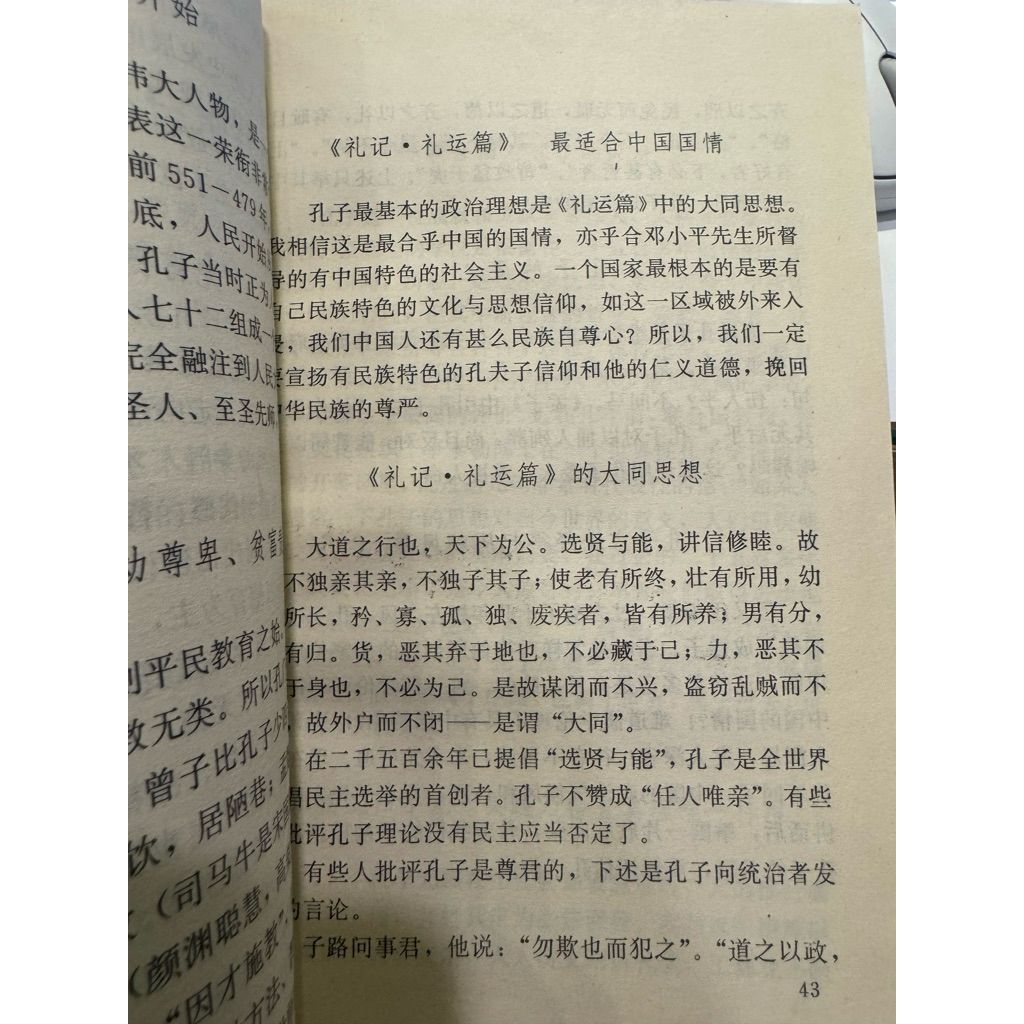 始
伟大人物，是
表这一荣衔非
前551—479年
底，人民开始
孔子当时正为
七十二组成一
完全融注到人民
圣人、至圣先师
尊卑、贫富
平民教育之始
教无类。所以孔
曾子比孔子少
饮，居陋巷；
（司马牛是宋
（颜渊聪慧，高
“因才施教”
方法、
《礼记·礼运篇》 最适合中国国情
孔子最基本的政治理想是《礼运篇》中的大同思想。
我相信这是最合乎中国的国情，亦乎合邓小平先生所督
导的有中国特色的社会主义。一个国家最根本的是要有
自己民族特色的文化与思想信仰，如这一区域被外来入
侵，我们中国人还有甚么民族自尊心？所以，我们一定
要宣扬有民族特色的孔夫子信仰和他的仁义道德，挽回
中华民族的尊严。
《礼记·礼运篇》的大同思想
大道之行也，天下为公。选贤与能，讲信修睦。故
不独亲其亲，不独子其子；使老有所终，壮有所用，幼
所长，矜、寡、孤、独、废疾者，皆有所养；男有分，
有归。货，恶其弃于地也，不必藏于己；力，恶其不
于身也，不必为己。是故谋闭而不兴，盗窃乱贼而不
，故外户而不闭——是谓“大同”。
在二千五百余年已提倡“选贤与能”，孔子是全世界
倡民主选举的首创者。孔子不赞成“任人唯亲”。有些
批评孔子理论没有民主应当否定了。
有些人批评孔子是尊君的，下述是孔子向统治者发
的言论。
子路问事君，他说：“勿欺也而犯之”。“道之以政，
43